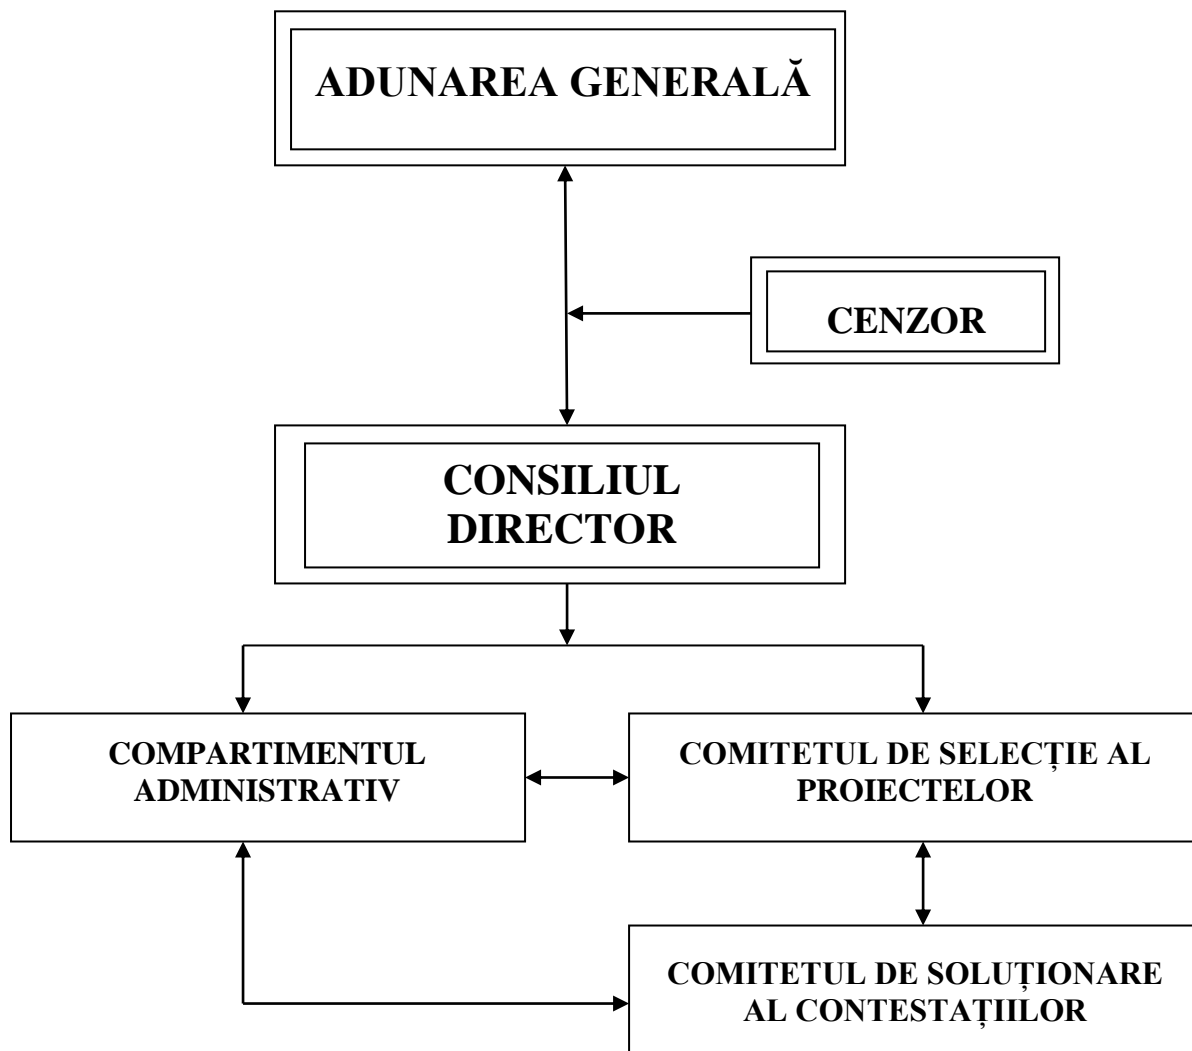 ADUNAREA GENERALĂ
CENZOR
CONSILIUL
DIRECTOR
COMPARTIMENTUL
ADMINISTRATIV
COMITETUL DE SELECȚIE AL
PROIECTELOR
COMITETUL DE SOLUȚIONARE
AL CONTESTAȚIILOR